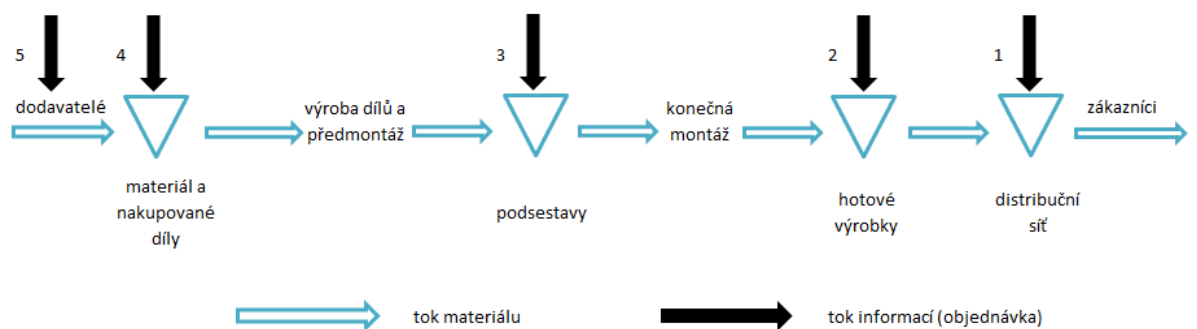 5
4
3
2
1
dodavatelé
výroba dílů a
předmontáž
konečná
montáž
zákazníci
materiál a
nakupované
díly
podsestavy
hotové
výrobky
distribuční
síť
tok materiálu
tok informací (objednávka)